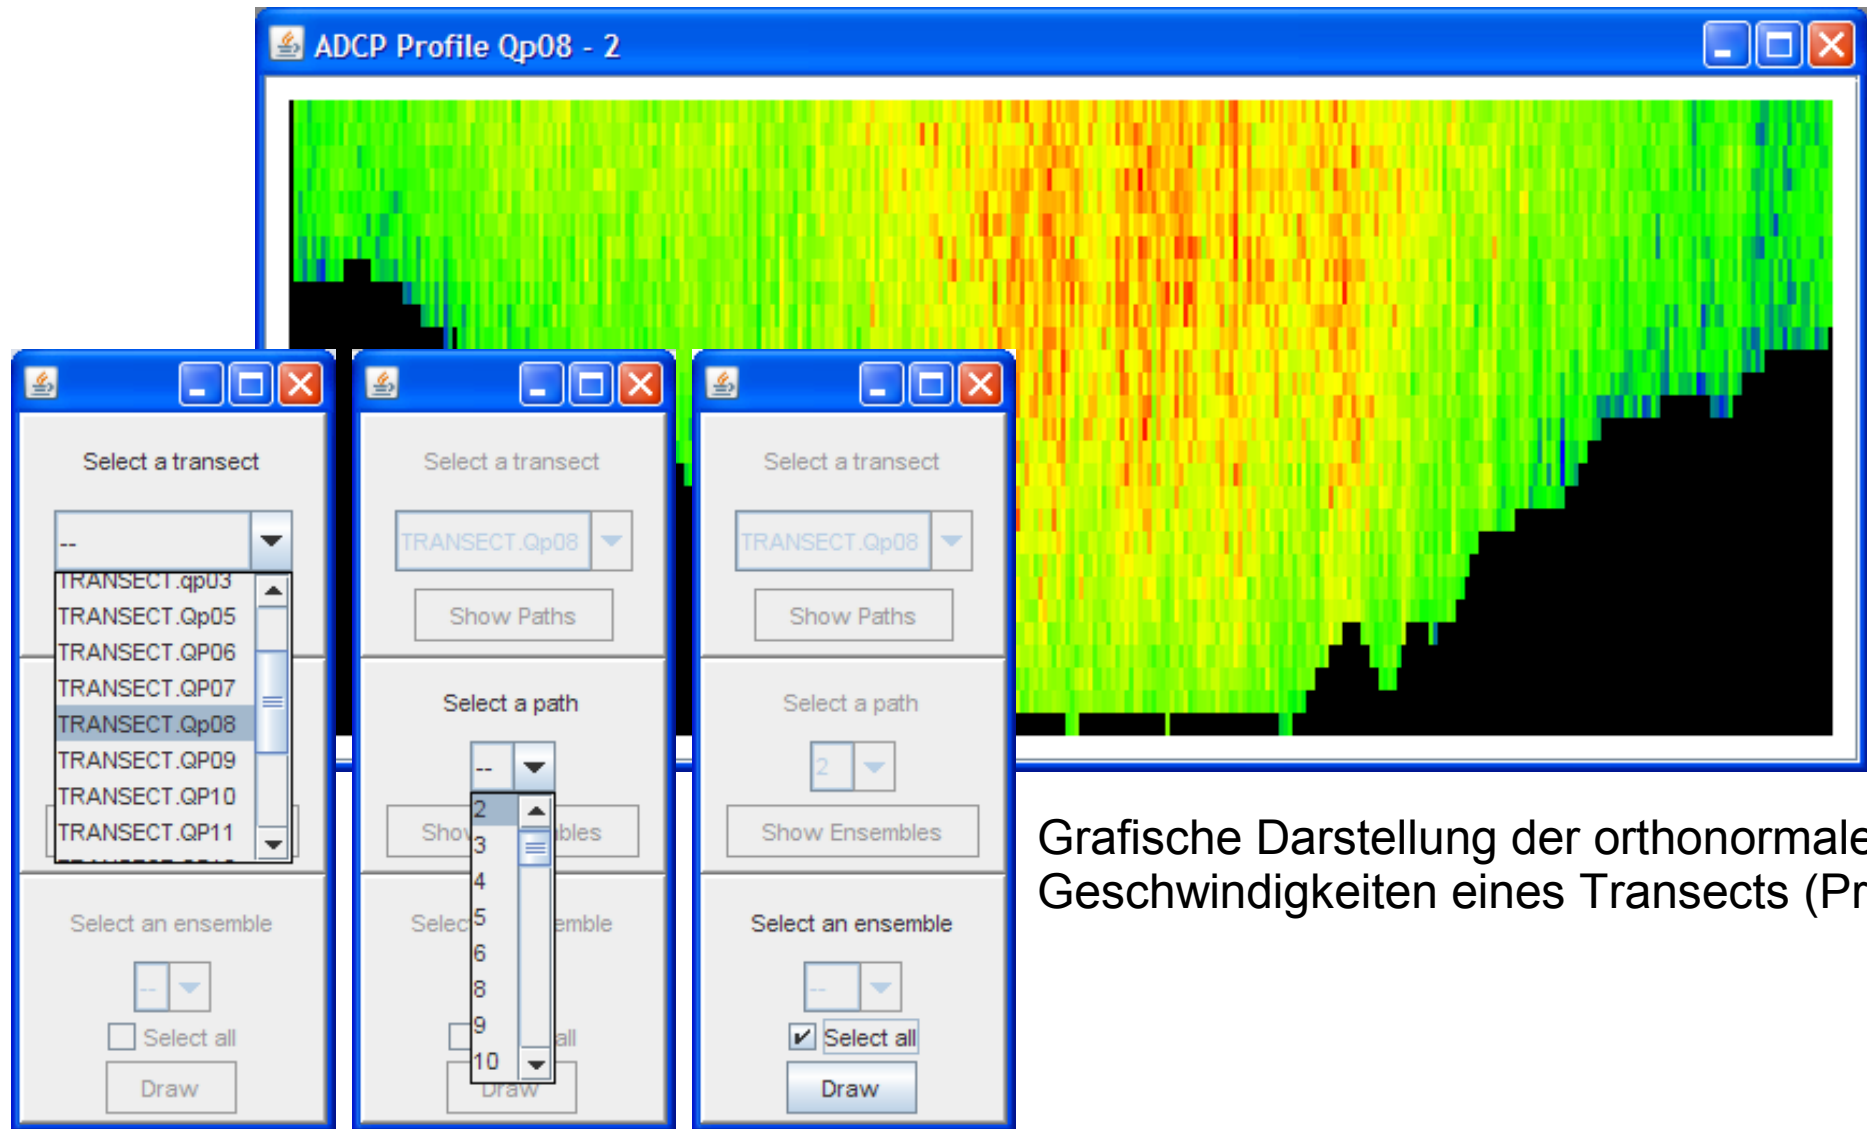 ADCP Profile Qp08 - 2
Select a transect
--
TRANSECT.qp03
TRANSECT.Qp05
TRANSECT.QP06
TRANSECT.QP07
TRANSECT.Qp08
TRANSECT.QP09
TRANSECT.QP10
TRANSECT.QP11
Select an ensemble
--
Select all
Draw
Select a transect
TRANSECT.Qp08
Show Paths
Select a path
--
2
3
4
5
6
8
9
10
Draw
Select a transect
TRANSECT.Qp08
Show Paths
Select a path
2
Show Ensembles
Select an ensemble
--
Select all
Draw
Grafische Darstellung der orthonormale
Geschwindigkeiten eines Transects (Pr